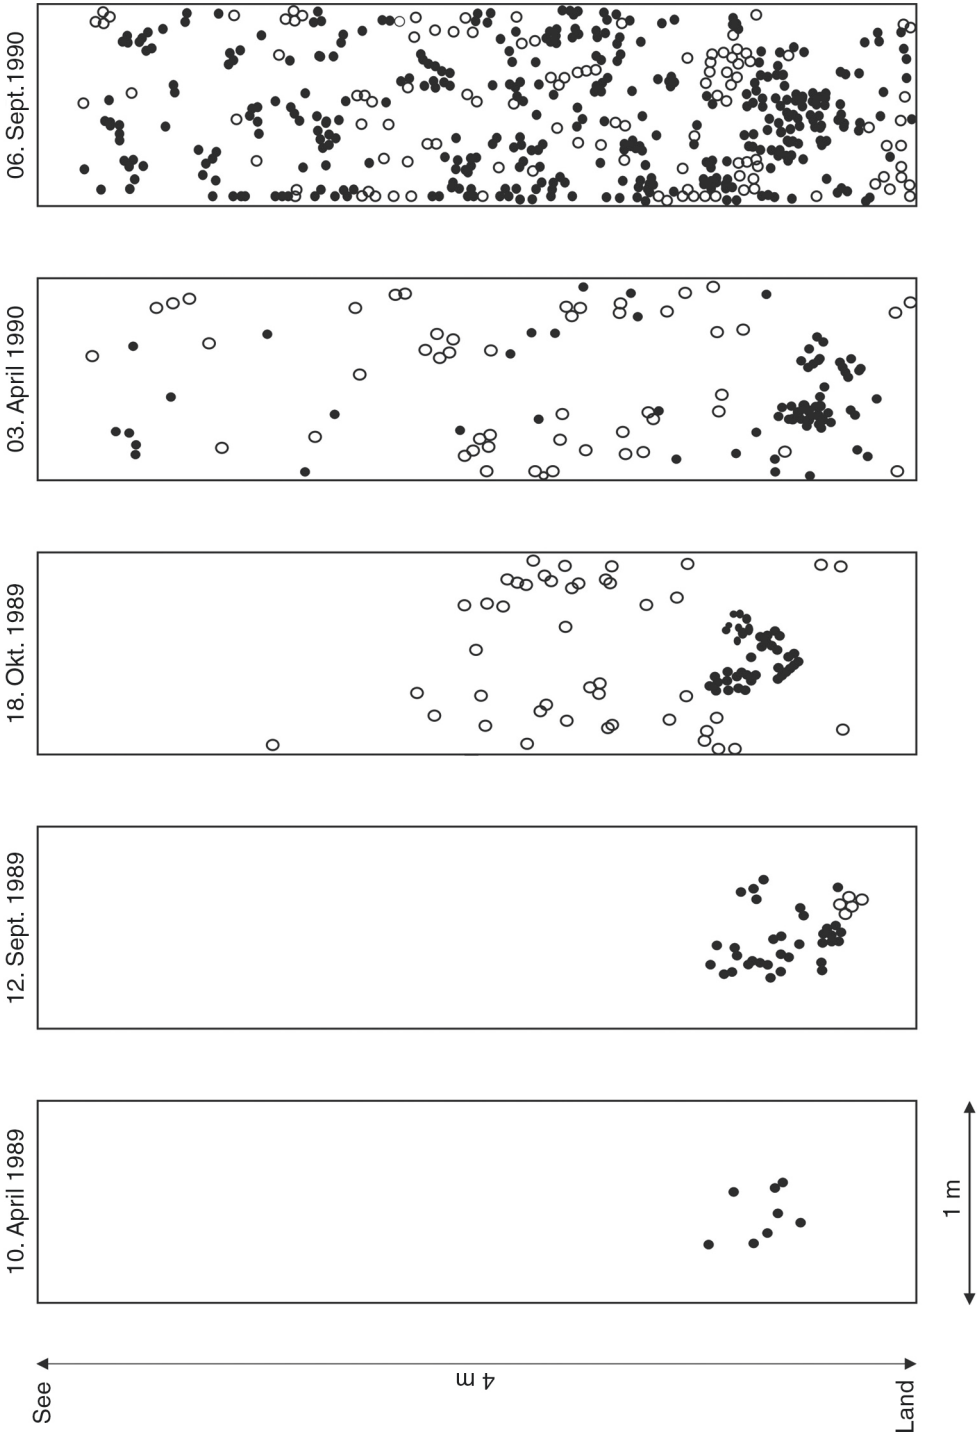 06. Sept. 1990
03. April 1990
18. Okt. 1989
12. Sept. 1989
10. April 1989
1 m
4 m
See
Land